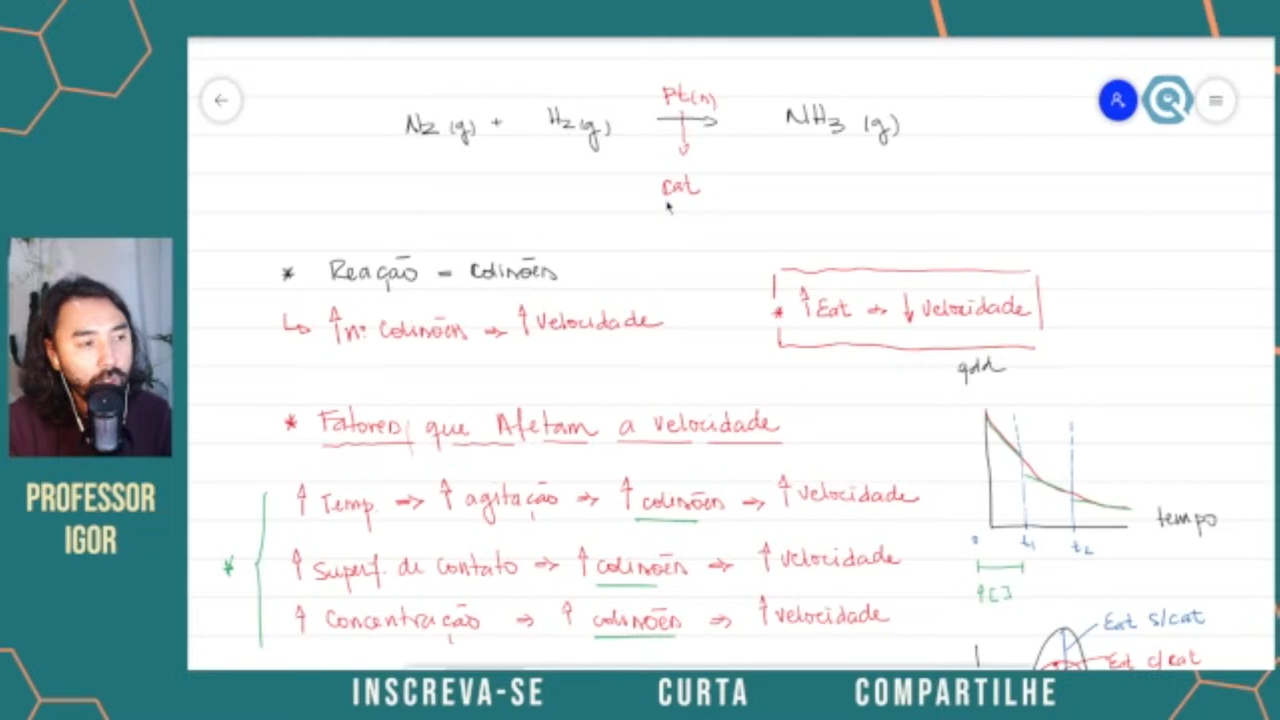 Pt(s)
N2 (g) + H2(g) → NH3 (g)
cat
* Reação = Colisões
↳ ↑ nº Colisões ⇒ ↑ Velocidade
* ↑ Eat ⇒ ↓ Velocidade
qdd
* Fatores que Afetam a velocidade
↑ Temp. ⇒ ↑ agitação ⇒ ↑ colisões ⇒ ↑ velocidade
tempo
0 t1 t2
* ↑ Superf. de contato ⇒ ↑ colisões ⇒ ↑ velocidade
↑[ ]
↑ Concentração ⇒ ↑ colisões ⇒ ↑ velocidade
Eat s/cat
Eat c/cat
PROFESSOR
IGOR
INSCREVA-SE CURTA COMPARTILHE